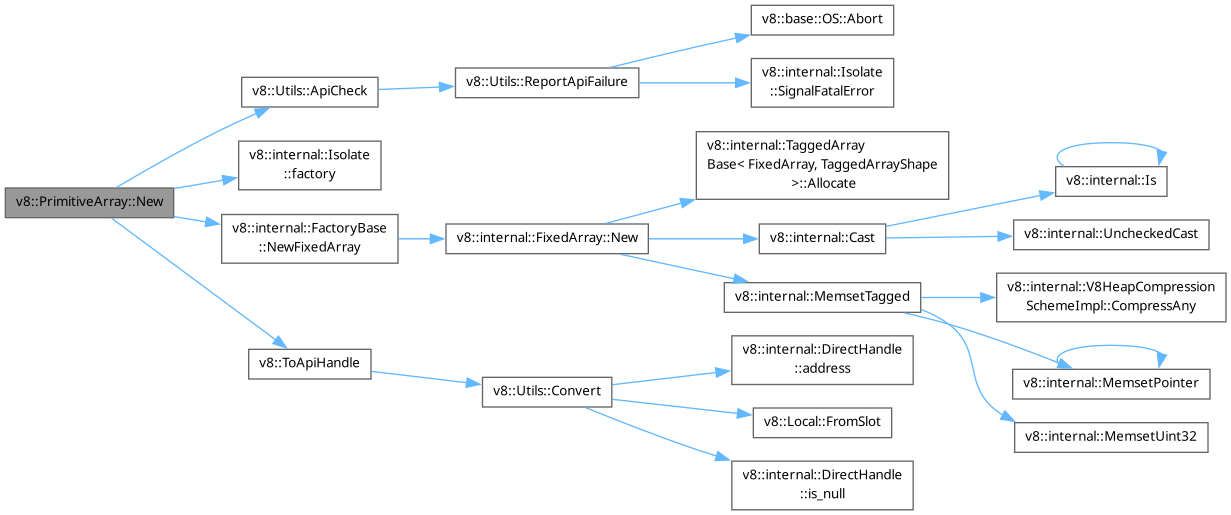 v8::PrimitiveArray::New
v8::Utils::ApiCheck
v8::internal::Isolate
::factory
v8::internal::FactoryBase
::NewFixedArray
v8::ToApiHandle
v8::Utils::ReportApiFailure
v8::internal::FixedArray::New
v8::Utils::Convert
v8::base::OS::Abort
v8::internal::Isolate
::SignalFatalError
v8::internal::TaggedArray
Base< FixedArray, TaggedArrayShape
>::Allocate
v8::internal::Cast
v8::internal::MemsetTagged
v8::internal::DirectHandle
::address
v8::Local::FromSlot
v8::internal::DirectHandle
::is_null
v8::internal::Is
v8::internal::UncheckedCast
v8::internal::V8HeapCompression
SchemeImpl::CompressAny
v8::internal::MemsetPointer
v8::internal::MemsetUint32